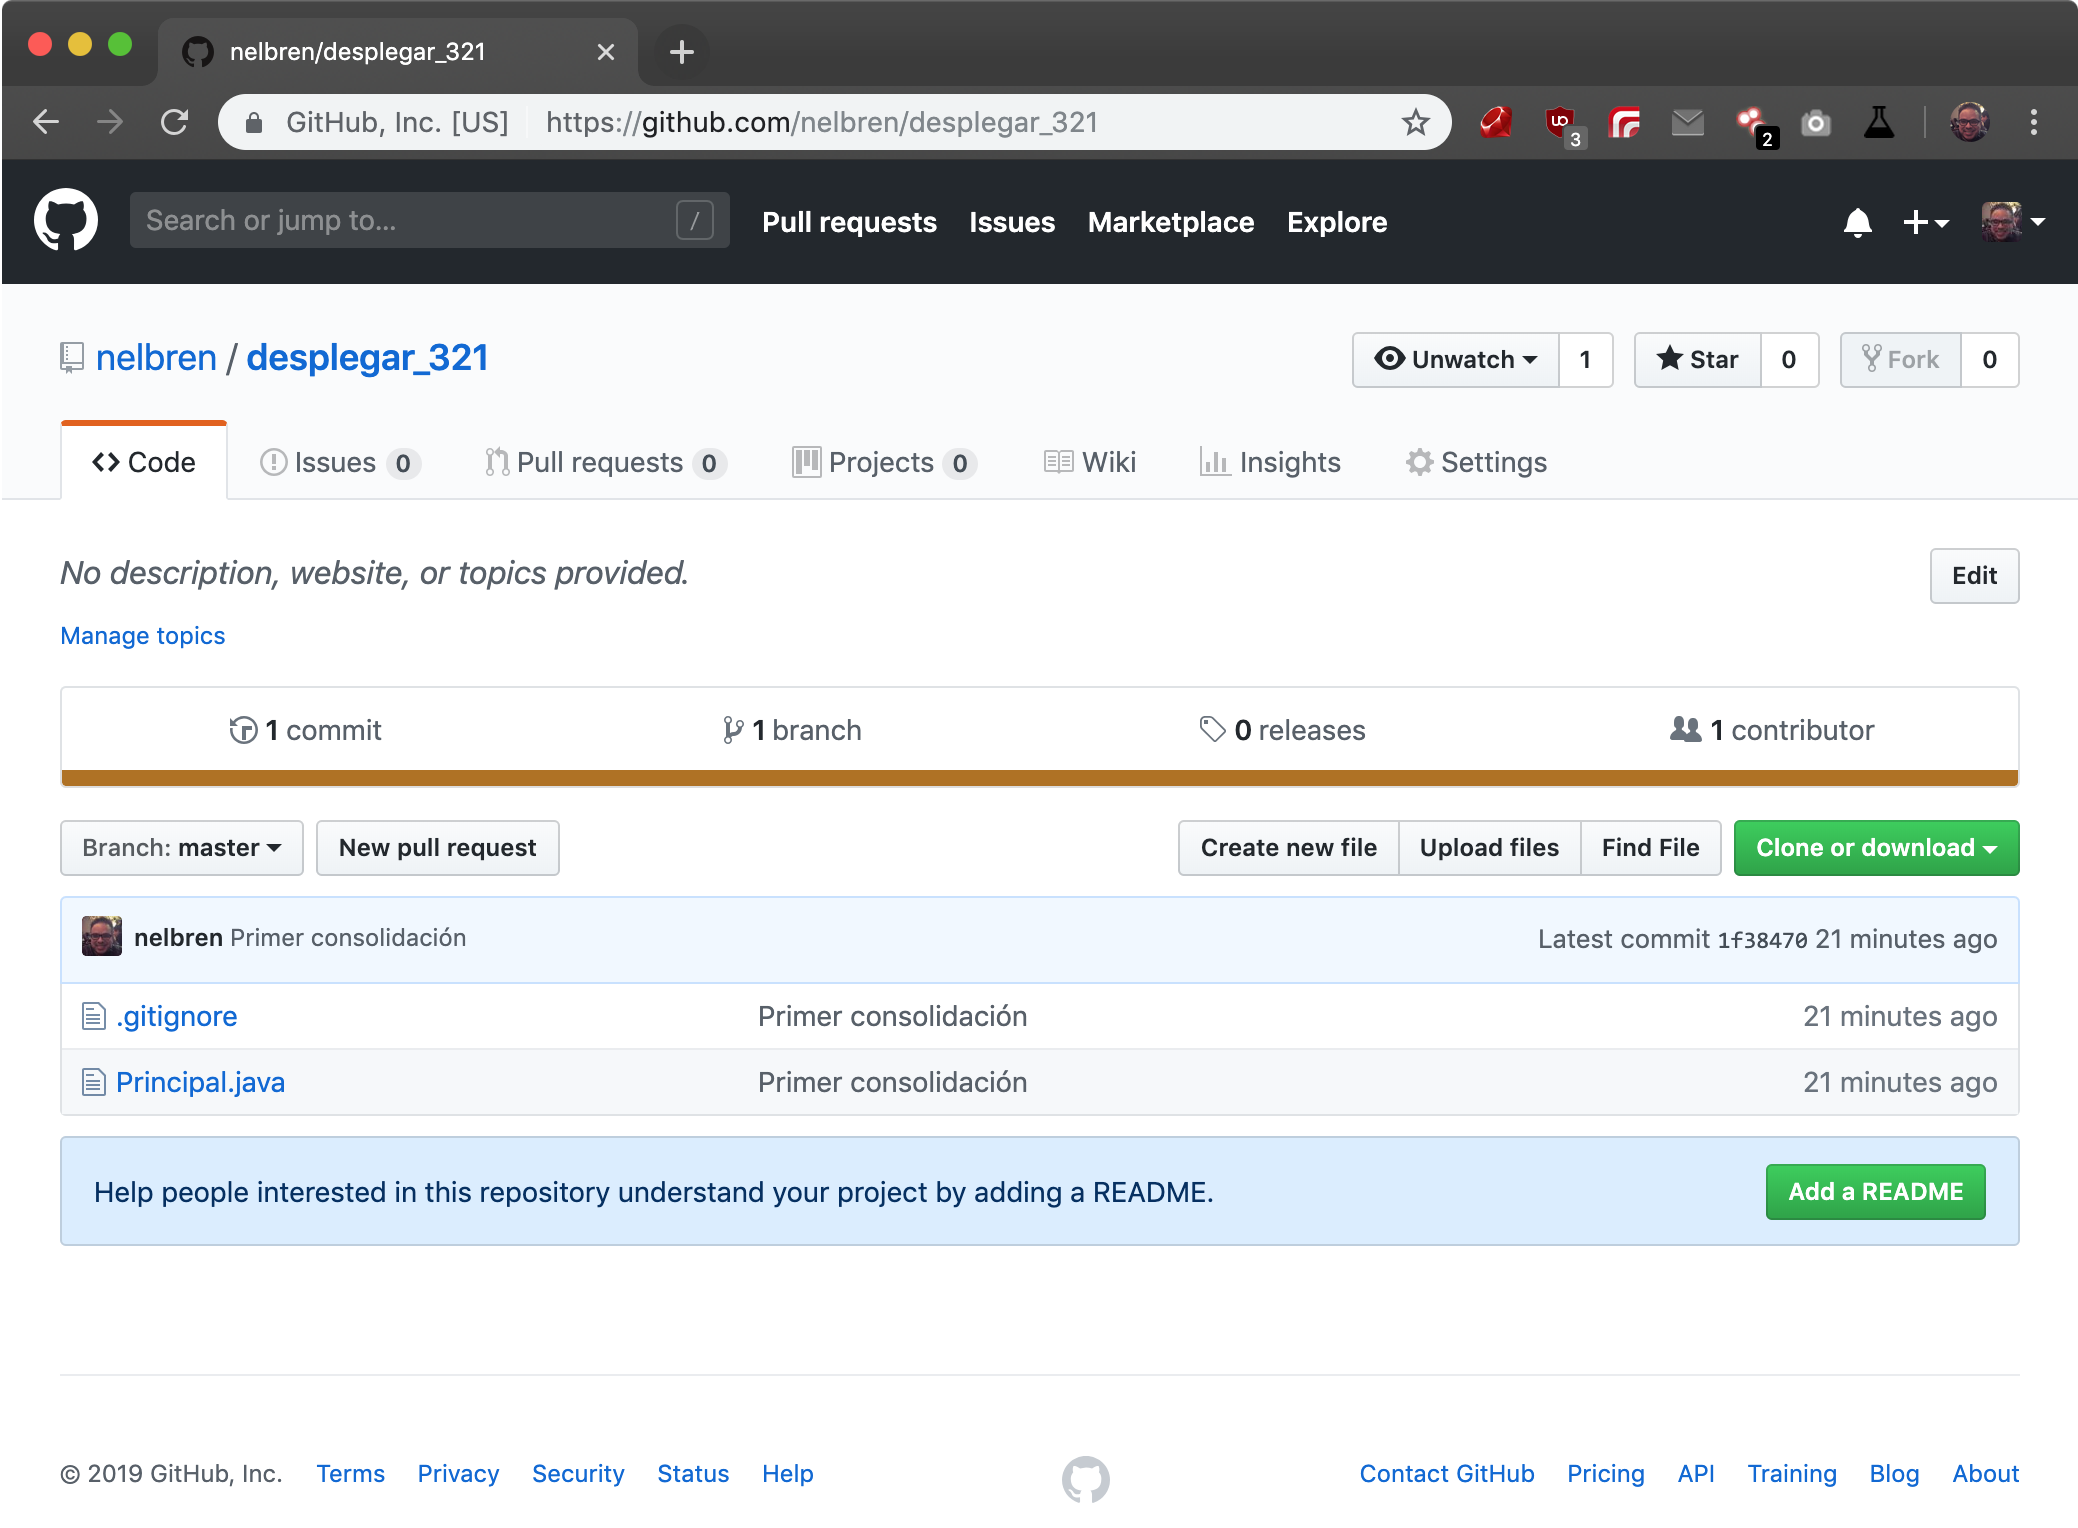 nelbren/desplegar_321
GitHub, Inc. [US] https://github.com/nelbren/desplegar_321
UO 3 2
Search or jump to... / Pull requests Issues Marketplace Explore
nelbren / desplegar_321 Unwatch 1 Star 0 Fork 0
Code Issues 0 Pull requests 0 Projects 0 Wiki Insights Settings
No description, website, or topics provided. Edit
Manage topics
1 commit 1 branch 0 releases 1 contributor
Branch: master New pull request Create new file Upload files Find File Clone or download
nelbren Primer consolidación Latest commit 1f38470 21 minutes ago
.gitignore Primer consolidación 21 minutes ago
Principal.java Primer consolidación 21 minutes ago
Help people interested in this repository understand your project by adding a README. Add a README
© 2019 GitHub, Inc. Terms Privacy Security Status Help Contact GitHub Pricing API Training Blog About